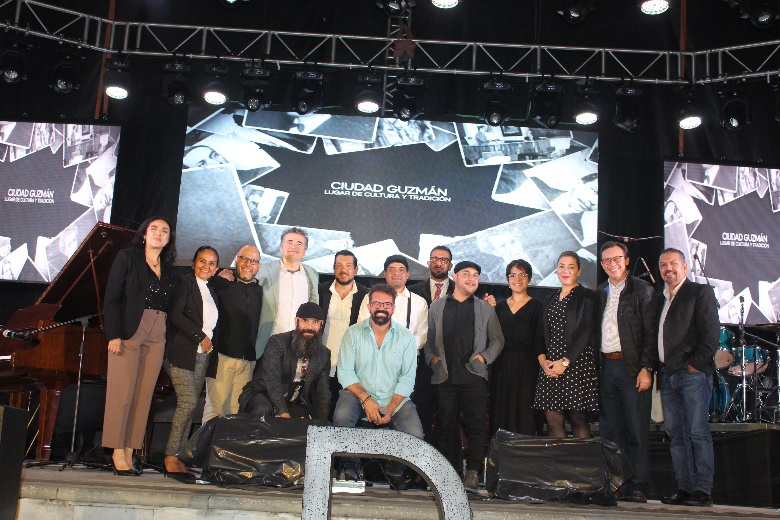 CIUDAD GUZMÁN
LUGAR DE CULTURA Y TRADICIÓN
CIUDAD GUZMÁN
LUGAR DE CULTURA Y TRADICIÓN
CIUDAD GUZMÁN
LUGAR DE CULTURA Y TRADICIÓN
D